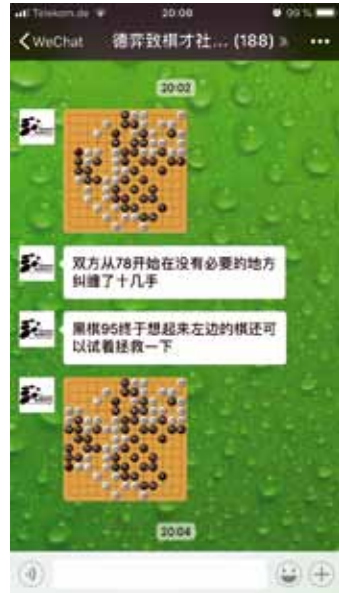 Telekom.de
20:08
99 %
WeChat
德弈致棋才社... (188)
20:02
双方从78开始在没有必要的地方
纠缠了十几手
黑棋95终于想起来左边的棋还可
以试着拯救一下
20:04